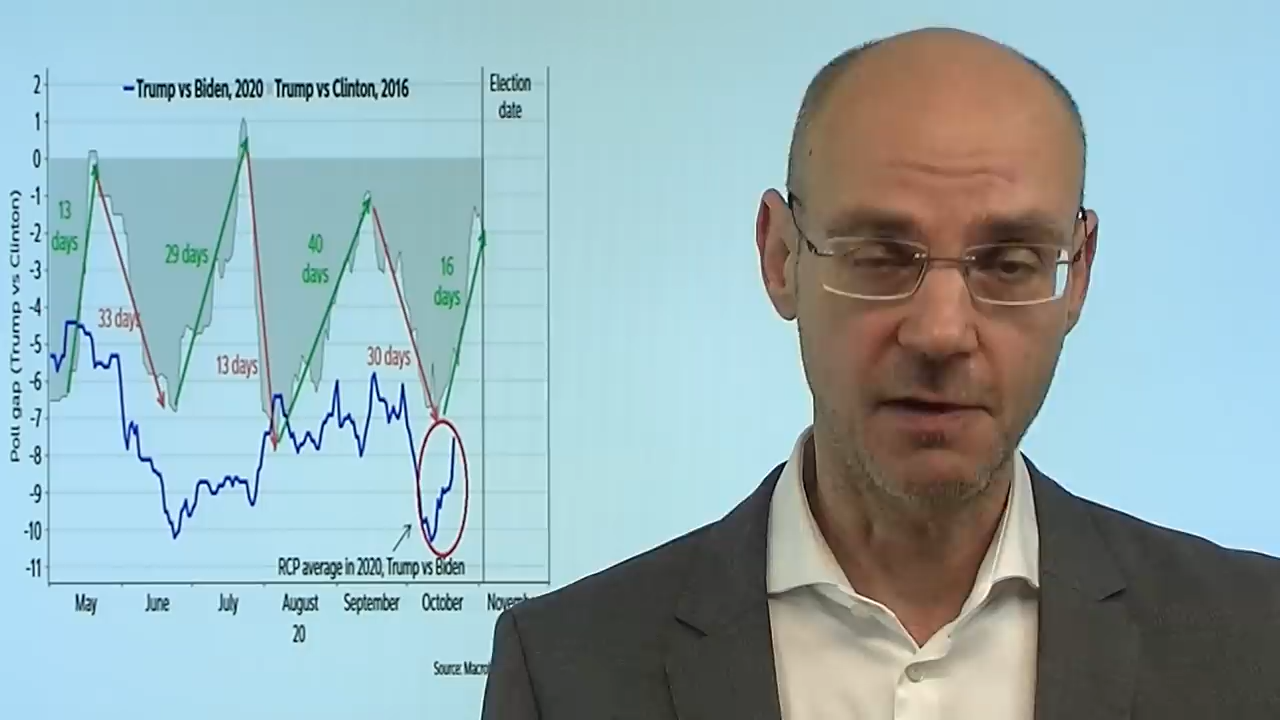 Trump vs Biden, 2020 Trump vs Clinton, 2016
Election
date
Poll gap (Trump vs Clinton)
2
1
0
-1
-2
-3
-4
-5
-6
-7
-8
-9
-10
-11
13
days
33 days
29 days
13 days
40
days
30 days
16
days
RCP average in 2020, Trump vs Biden
May June July August September October
20
Source: